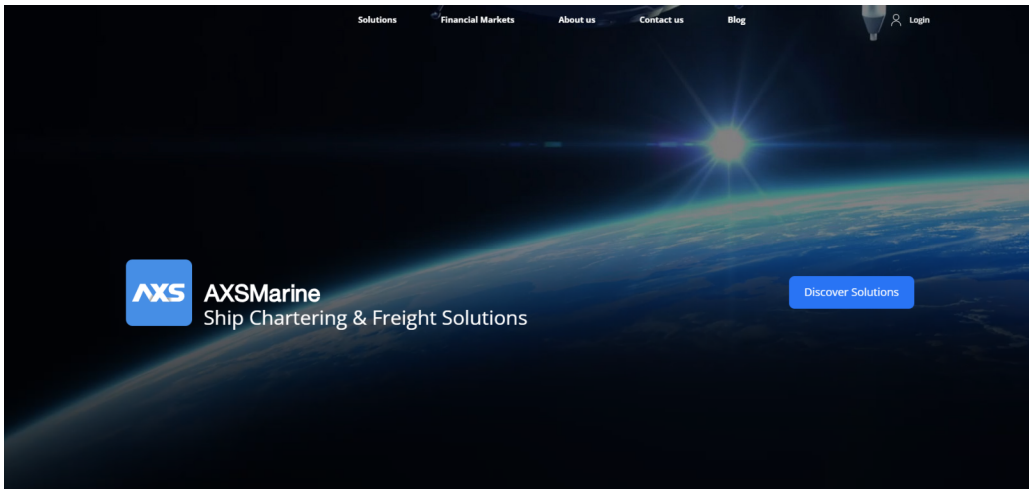 Solutions Financial Markets About us Contact us Blog Login
AXS AXSMarine
Ship Chartering & Freight Solutions
Discover Solutions